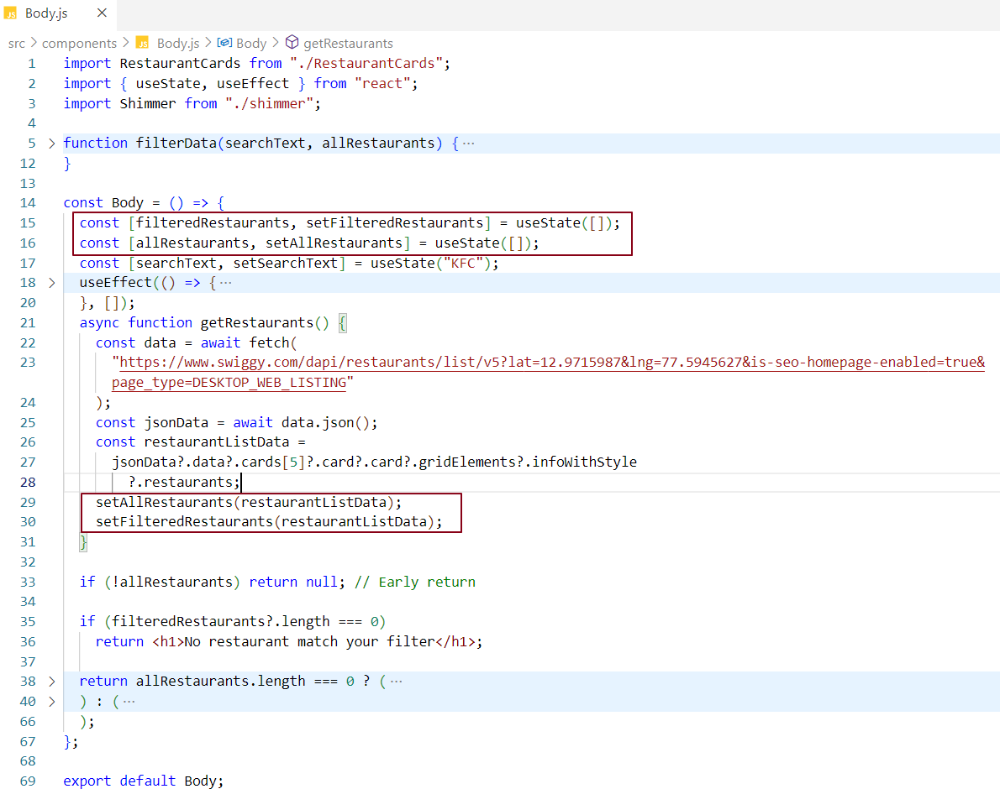 JS Body.js ×
src > components > JS Body.js > Body > getRestaurants
1 import RestaurantCards from "./RestaurantCards";
2 import { useState, useEffect } from "react";
3 import Shimmer from "./shimmer";
4
5 > function filterData(searchText, allRestaurants) { ···
12 }
13
14 const Body = () => {
15 const [filteredRestaurants, setFilteredRestaurants] = useState([]);
16 const [allRestaurants, setAllRestaurants] = useState([]);
17 const [searchText, setSearchText] = useState("KFC");
18 > useEffect(() => { ···
20 }, []);
21 async function getRestaurants() {
22 const data = await fetch(
23 "https://www.swiggy.com/dapi/restaurants/list/v5?lat=12.9715987&lng=77.5945627&is-seo-homepage-enabled=true&
page_type=DESKTOP_WEB_LISTING"
24 );
25 const jsonData = await data.json();
26 const restaurantListData =
27 jsonData?.data?.cards[5]?.card?.card?.gridElements?.infoWithStyle
28 ?.restaurants;
29 setAllRestaurants(restaurantListData);
30 setFilteredRestaurants(restaurantListData);
31 }
32
33 if (!allRestaurants) return null; // Early return
34
35 if (filteredRestaurants?.length === 0)
36 return <h1>No restaurant match your filter</h1>;
37
38 > return allRestaurants.length === 0 ? ( ···
40 > ) : ( ···
66 );
67 };
68
69 export default Body;